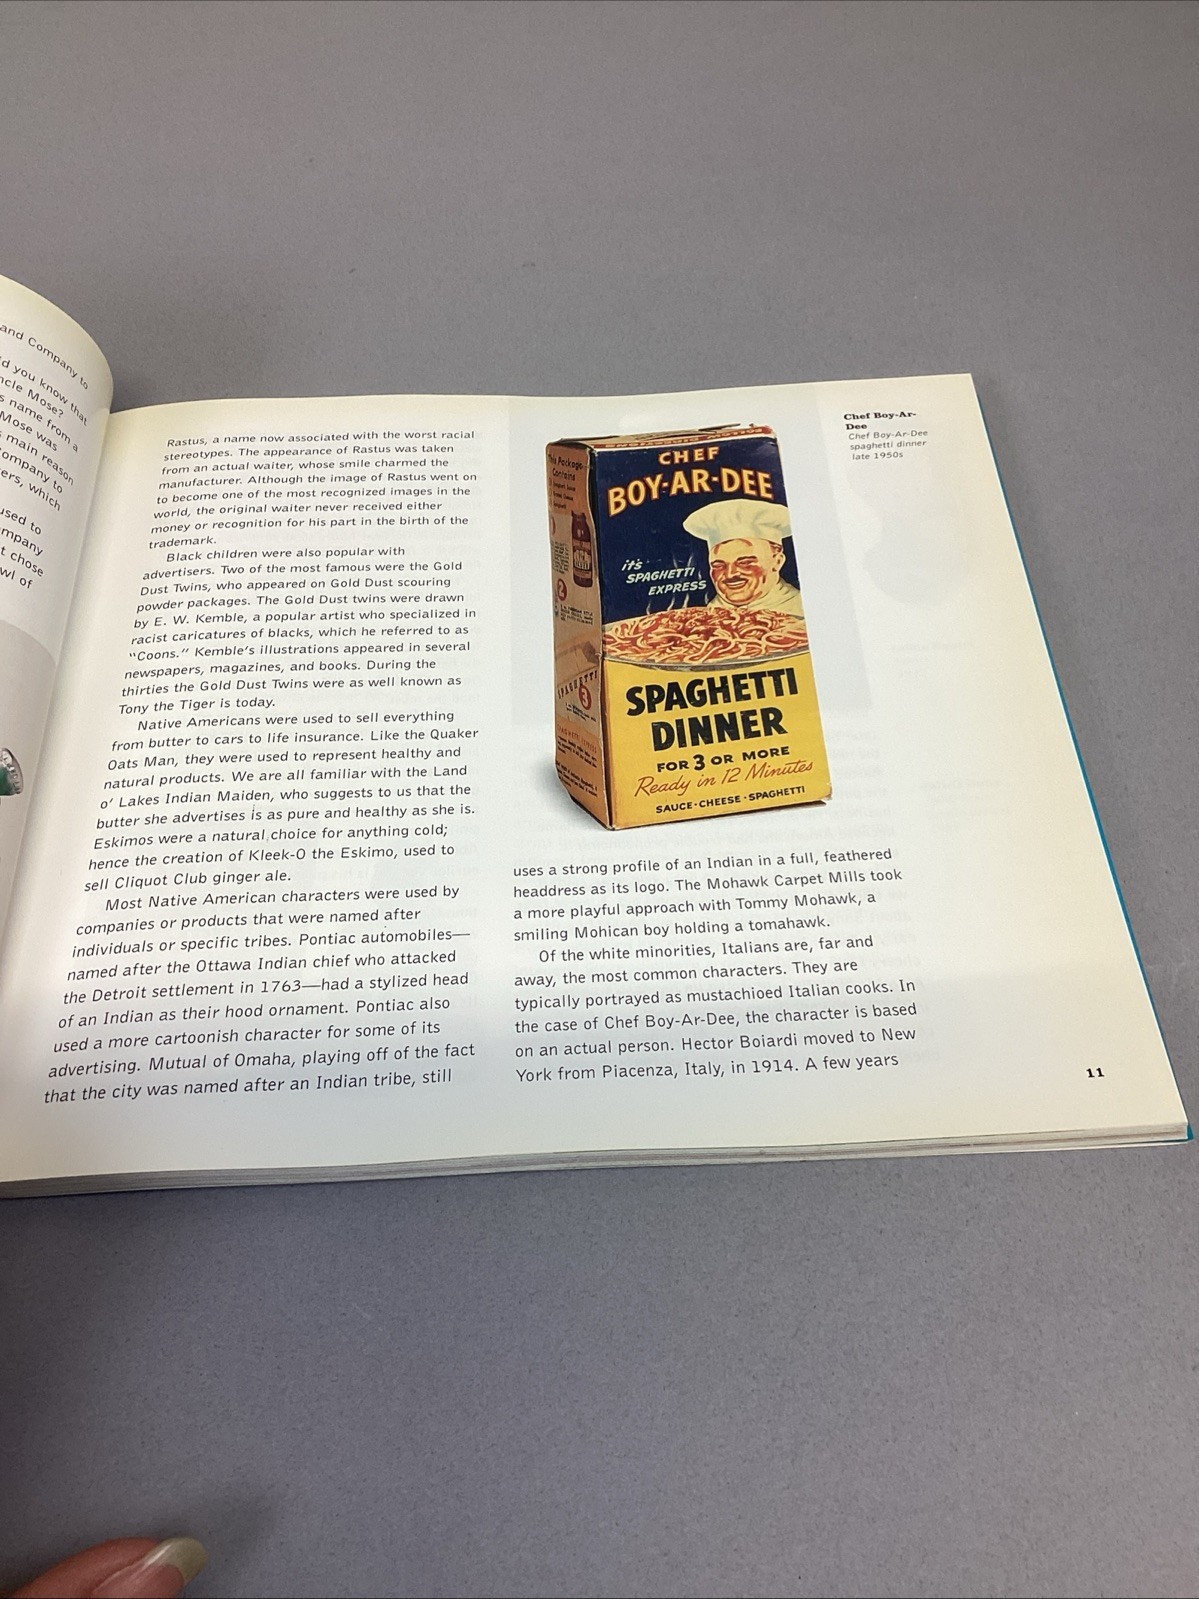 and Company to
d you know that
ncle Mose?
s name from a
Mose was
main reason
ompany to
ers, which
used to
mpany
t chose
wl of
Rastus, a name now associated with the worst racial
stereotypes. The appearance of Rastus was taken
from an actual waiter, whose smile charmed the
manufacturer. Although the image of Rastus went on
to become one of the most recognized images in the
world, the original waiter never received either
money or recognition for his part in the birth of the
trademark.
Black children were also popular with
advertisers. Two of the most famous were the Gold
Dust Twins, who appeared on Gold Dust scouring
powder packages. The Gold Dust twins were drawn
by E. W. Kemble, a popular artist who specialized in
racist caricatures of blacks, which he referred to as
"Coons." Kemble's illustrations appeared in several
newspapers, magazines, and books. During the
thirties the Gold Dust Twins were as well known as
Tony the Tiger is today.
Native Americans were used to sell everything
from butter to cars to life insurance. Like the Quaker
Oats Man, they were used to represent healthy and
natural products. We are all familiar with the Land
o' Lakes Indian Maiden, who suggests to us that the
butter she advertises is as pure and healthy as she is.
Eskimos were a natural choice for anything cold;
hence the creation of Kleek-O the Eskimo, used to
sell Cliquot Club ginger ale.
Most Native American characters were used by
companies or products that were named after
individuals or specific tribes. Pontiac automobiles—
named after the Ottawa Indian chief who attacked
the Detroit settlement in 1763—had a stylized head
of an Indian as their hood ornament. Pontiac also
used a more cartoonish character for some of its
advertising. Mutual of Omaha, playing off of the fact
that the city was named after an Indian tribe, still
This Package
Contains
SPAGHETTI
CHEF
BOY-AR-DEE
it's
SPAGHETTI
EXPRESS
SPAGHETTI
DINNER
FOR 3 OR MORE
Ready in 12 Minutes
SAUCE · CHEESE · SPAGHETTI
Chef Boy-Ar-
Dee
Chef Boy-Ar-Dee
spaghetti dinner
late 1950s
uses a strong profile of an Indian in a full, feathered
headdress as its logo. The Mohawk Carpet Mills took
a more playful approach with Tommy Mohawk, a
smiling Mohican boy holding a tomahawk.
Of the white minorities, Italians are, far and
away, the most common characters. They are
typically portrayed as mustachioed Italian cooks. In
the case of Chef Boy-Ar-Dee, the character is based
on an actual person. Hector Boiardi moved to New
York from Piacenza, Italy, in 1914. A few years
11